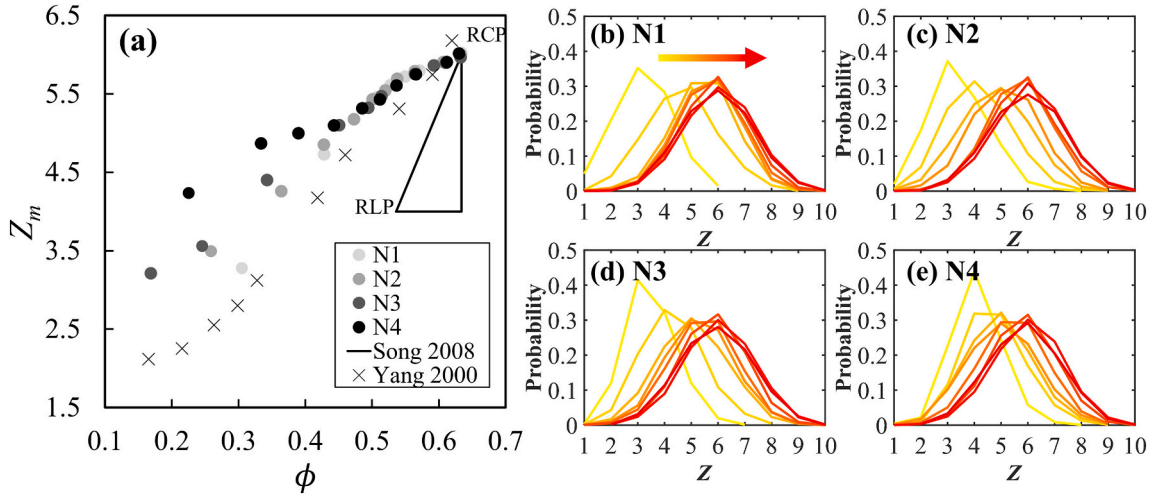 (a)
RCP
RLP
6.5
5.5
4.5
3.5
2.5
1.5
Z_m
0.1 0.2 0.3 0.4 0.5 0.6 0.7
ϕ
N1
N2
N3
N4
Song 2008
Yang 2000
(b) N1
0.5
0.4
0.3
0.2
0.1
0
Probability
1 2 3 4 5 6 7 8 9 10
Z
(c) N2
0.5
0.4
0.3
0.2
0.1
0
Probability
1 2 3 4 5 6 7 8 9 10
Z
(d) N3
0.5
0.4
0.3
0.2
0.1
0
Probability
1 2 3 4 5 6 7 8 9 10
Z
(e) N4
0.5
0.4
0.3
0.2
0.1
0
Probability
1 2 3 4 5 6 7 8 9 10
Z